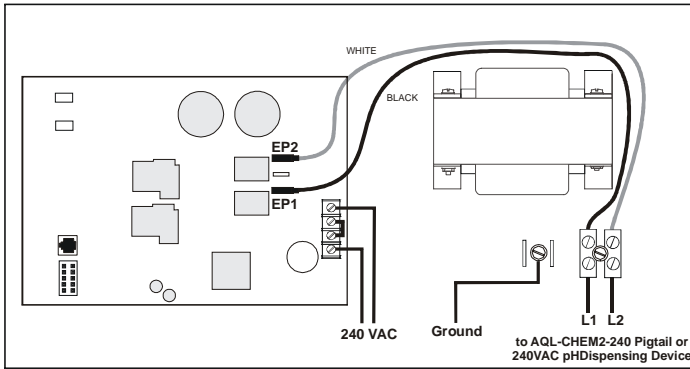 WHITE
BLACK
EP2
EP1
240 VAC
Ground
L1 L2
to AQL-CHEM2-240 Pigtail or
240VAC pHDispensing Device